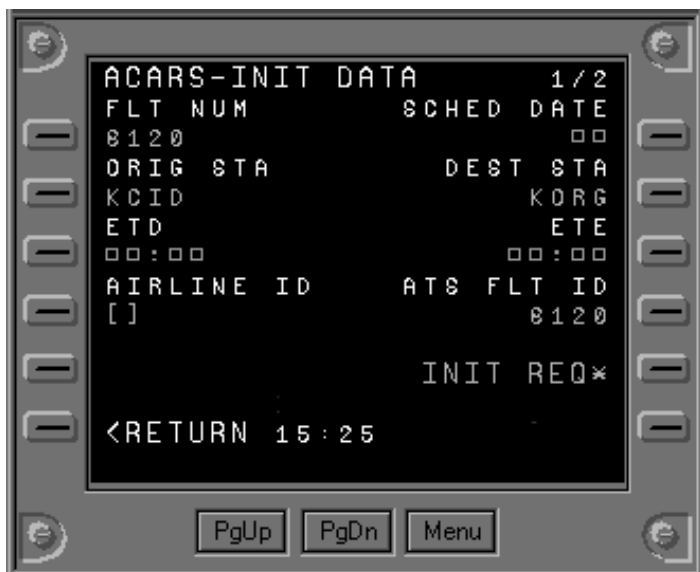 ACARS-INIT DATA 1/2
FLT NUM SCHED DATE
8120 □□
ORIG STA DEST STA
KCID KORG
ETD ETE
□□:□□ □□:□□
AIRLINE ID ATS FLT ID
[] 8120
INIT REQ*
<RETURN 15:25
PgUp PgDn Menu